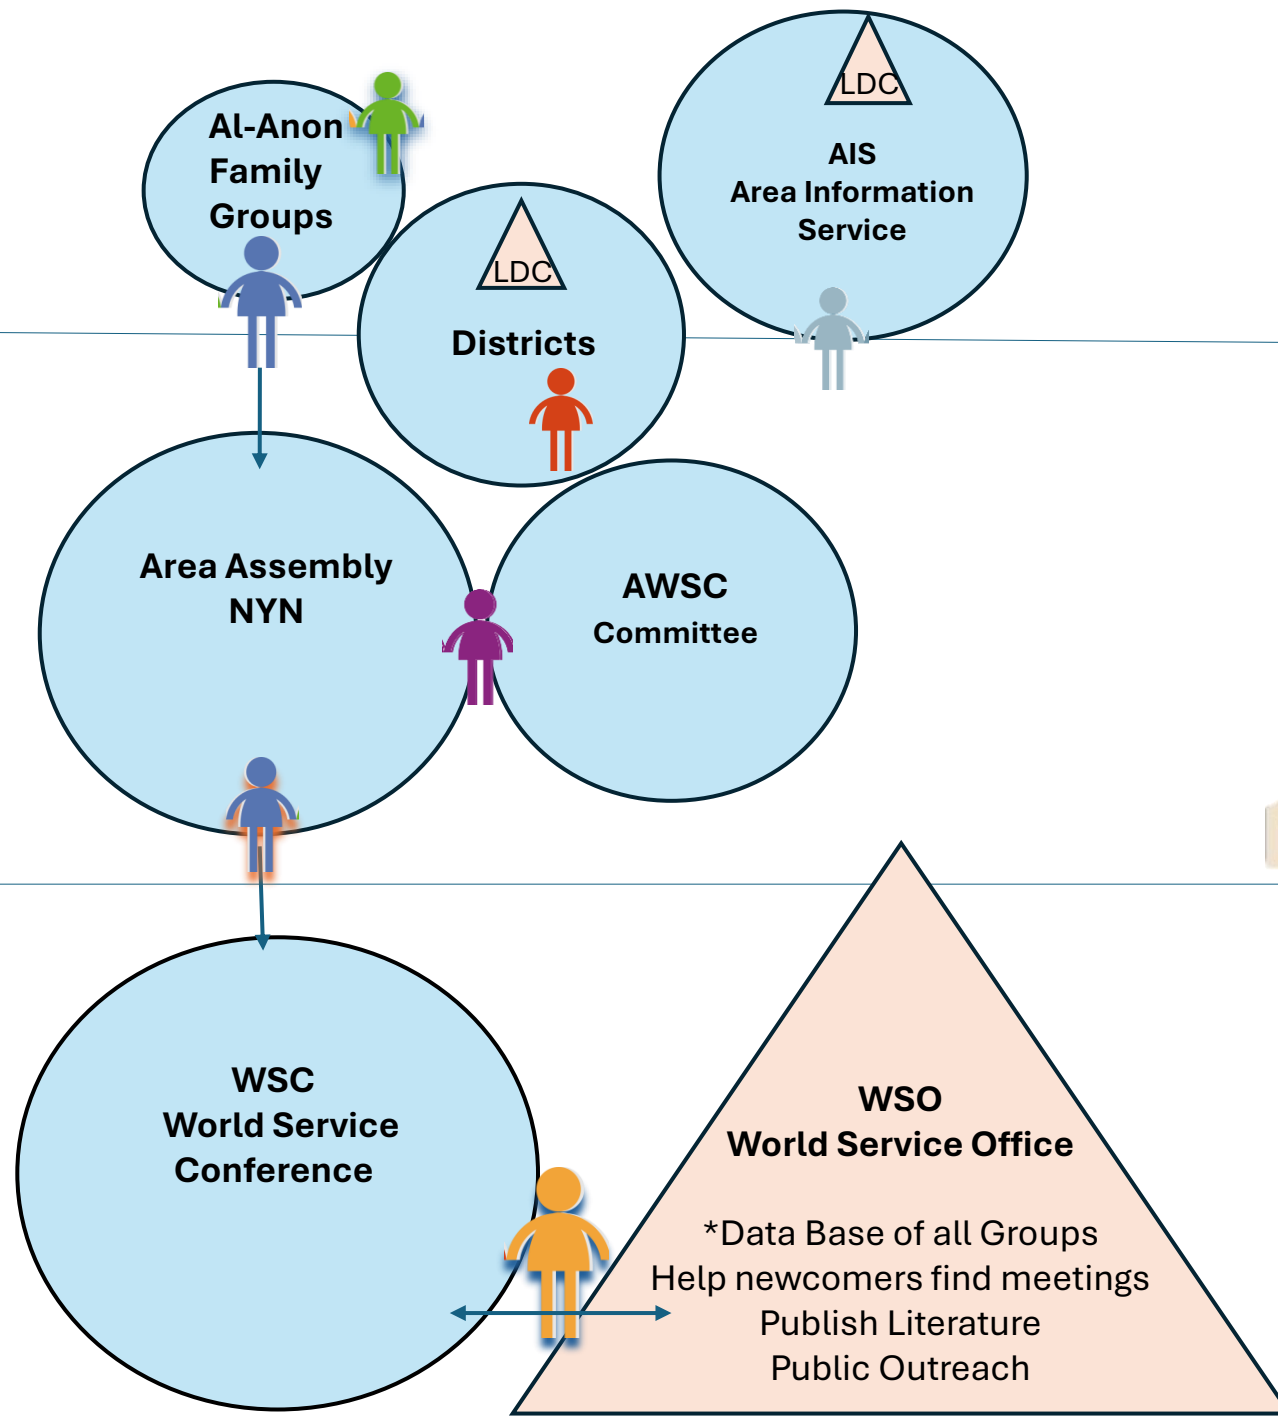 Al-Anon
Family
Groups
LDC
AIS
Area Information
Service
LDC
Districts
Area Assembly
NYN
AWSC
Committee
WSC
World Service
Conference
WSO
World Service Office
*Data Base of all Groups
Help newcomers find meetings
Publish Literature
Public Outreach